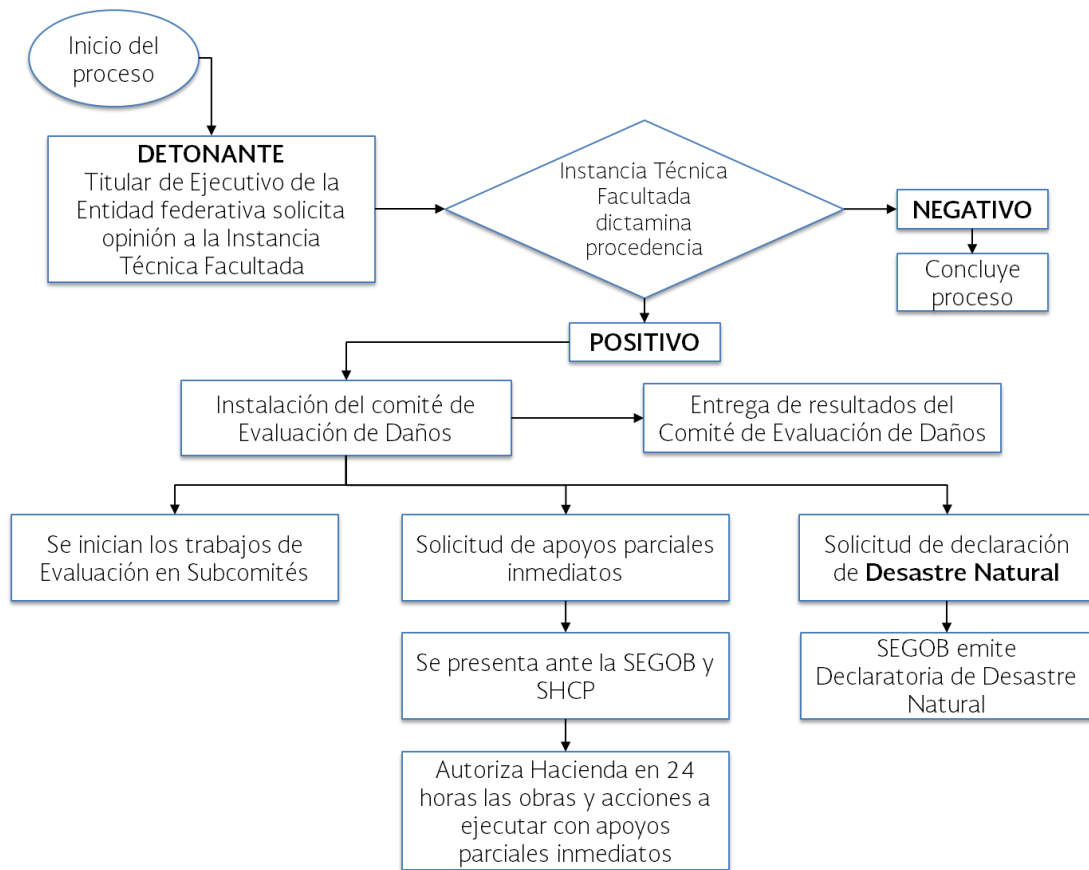 Inicio del
proceso
DETONANTE
Titular de Ejecutivo de la
Entidad federativa solicita
opinión a la Instancia
Técnica Facultada
Instancia Técnica
Facultada
dictamina
procedencia
NEGATIVO
Concluye
proceso
POSITIVO
Instalación del comité de
Evaluación de Daños
Entrega de resultados del
Comité de Evaluación de Daños
Se inician los trabajos de
Evaluación en Subcomités
Solicitud de apoyos parciales
inmediatos
Solicitud de declaración
de Desastre Natural
Se presenta ante la SEGOB y
SHCP
SEGOB emite
Declaratoria de Desastre
Natural
Autoriza Hacienda en 24
horas las obras y acciones a
ejecutar con apoyos
parciales inmediatos